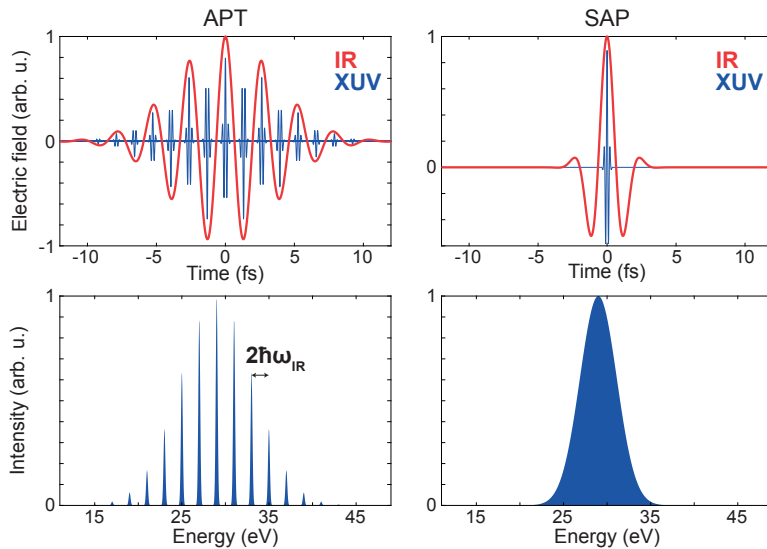 APT
SAP
Electric field (arb. u.)
1
0
-1
IR
XUV
-10 -5 0 5 10
Time (fs)
1
0
IR
XUV
-10 -5 0 5 10
Time (fs)
Intensity (arb. u.)
1
0
2ħω_IR
15 25 35 45
Energy (eV)
1
0
15 25 35 45
Energy (eV)